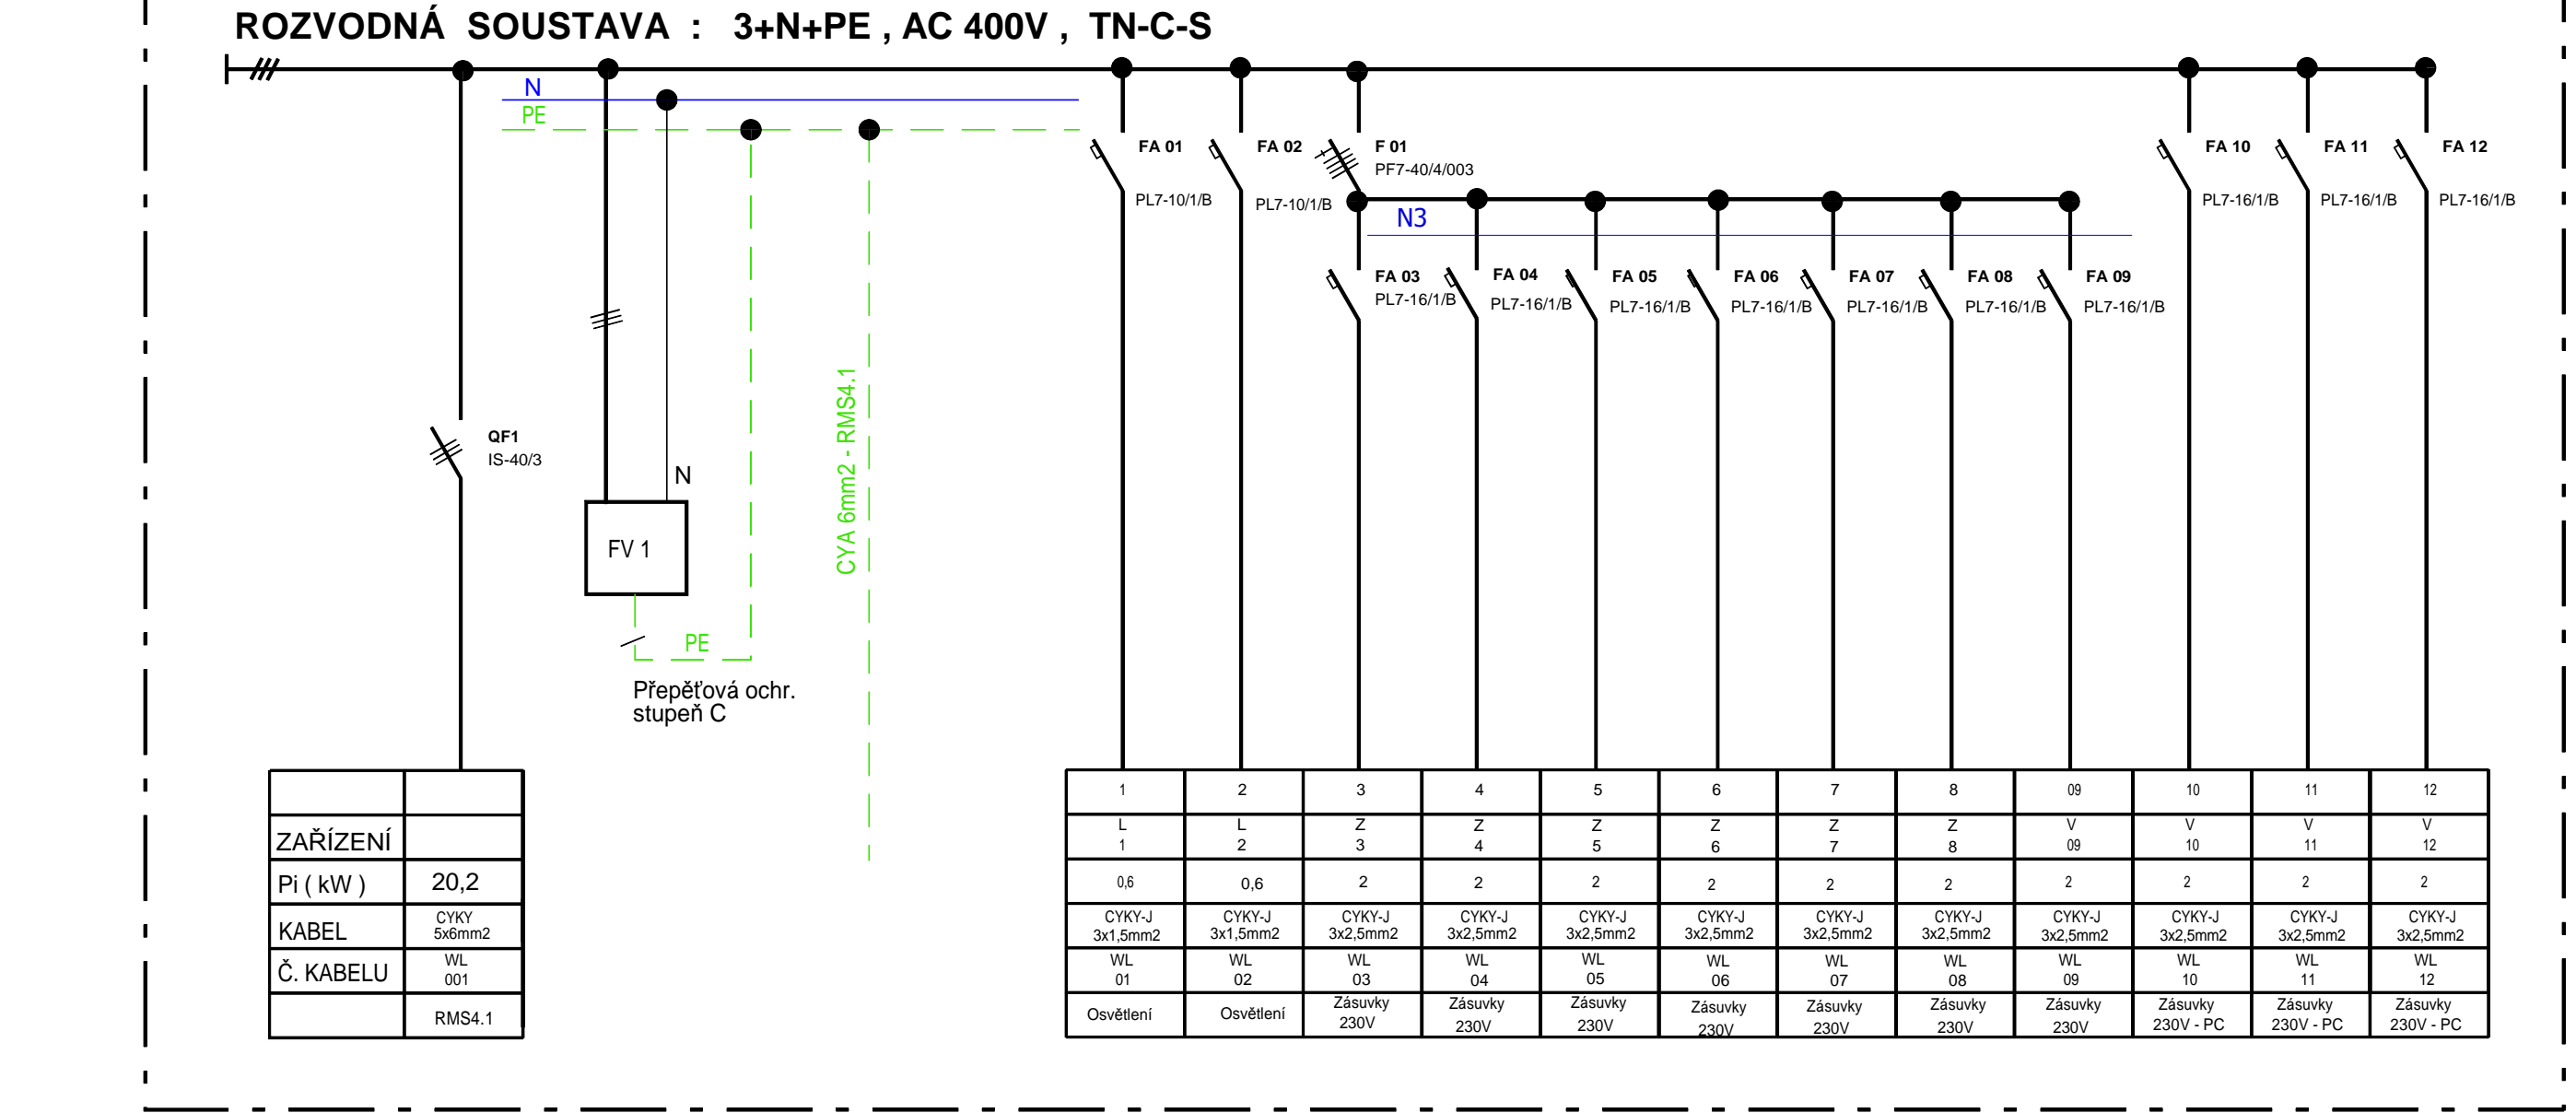 ROZVODNÁ SOUSTAVA : 3+N+PE , AC 400V , TN-C-S
N
PE
FA 01
PL7-10/1/B
FA 02
PL7-10/1/B
F 01
PF7-40/4/003
FA 10
PL7-16/1/B
FA 11
PL7-16/1/B
FA 12
PL7-16/1/B
N3
FA 03
PL7-16/1/B
FA 04
PL7-16/1/B
FA 05
PL7-16/1/B
FA 06
PL7-16/1/B
FA 07
PL7-16/1/B
FA 08
PL7-16/1/B
FA 09
PL7-16/1/B
QF1
IS-40/3
N
FV 1
PE
CYA 6mm2 - RMS4.1
Přepěťová ochr.
stupeň C
ZAŘÍZENÍ
Pi ( kW ) 20,2
KABEL CYKY
5x6mm2
Č. KABELU WL
001
RMS4.1
1 2 3 4 5 6 7 8 09 10 11 12
L L Z Z Z Z Z Z V V V V
1 2 3 4 5 6 7 8 09 10 11 12
0,6 0,6 2 2 2 2 2 2 2 2 2 2
CYKY-J CYKY-J CYKY-J CYKY-J CYKY-J CYKY-J CYKY-J CYKY-J CYKY-J CYKY-J CYKY-J CYKY-J
3x1,5mm2 3x1,5mm2 3x2,5mm2 3x2,5mm2 3x2,5mm2 3x2,5mm2 3x2,5mm2 3x2,5mm2 3x2,5mm2 3x2,5mm2 3x2,5mm2 3x2,5mm2
WL WL WL WL WL WL WL WL WL WL WL WL
01 02 03 04 05 06 07 08 09 10 11 12
Osvětlení Osvětlení Zásuvky Zásuvky Zásuvky Zásuvky Zásuvky Zásuvky Zásuvky Zásuvky Zásuvky Zásuvky
230V 230V 230V 230V 230V 230V 230V 230V - PC 230V - PC 230V - PC